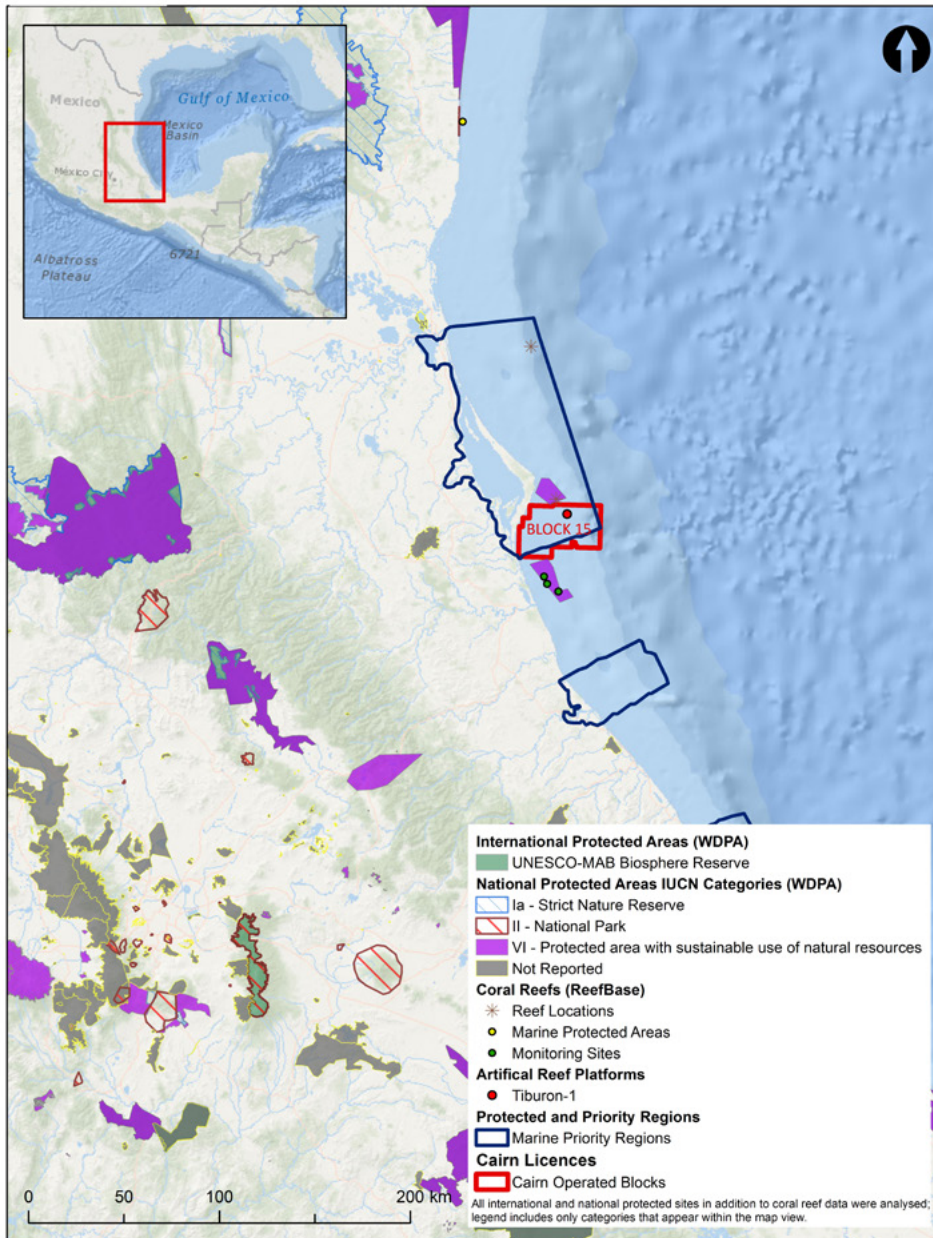 Gulf of Mexico
Mexico
Mexico
Basin
México City
Albatross
Plateau
6721
BLOCK 15
International Protected Areas (WDPA)
UNESCO-MAB Biosphere Reserve
National Protected Areas IUCN Categories (WDPA)
Ia - Strict Nature Reserve
II - National Park
VI - Protected area with sustainable use of natural resources
Not Reported
Coral Reefs (ReefBase)
Reef Locations
Marine Protected Areas
Monitoring Sites
Artifical Reef Platforms
Tiburon-1
Protected and Priority Regions
Marine Priority Regions
Cairn Licences
Cairn Operated Blocks
All international and national protected sites in addition to coral reef data were analysed;
legend includes only categories that appear within the map view.
0 50 100 200 km